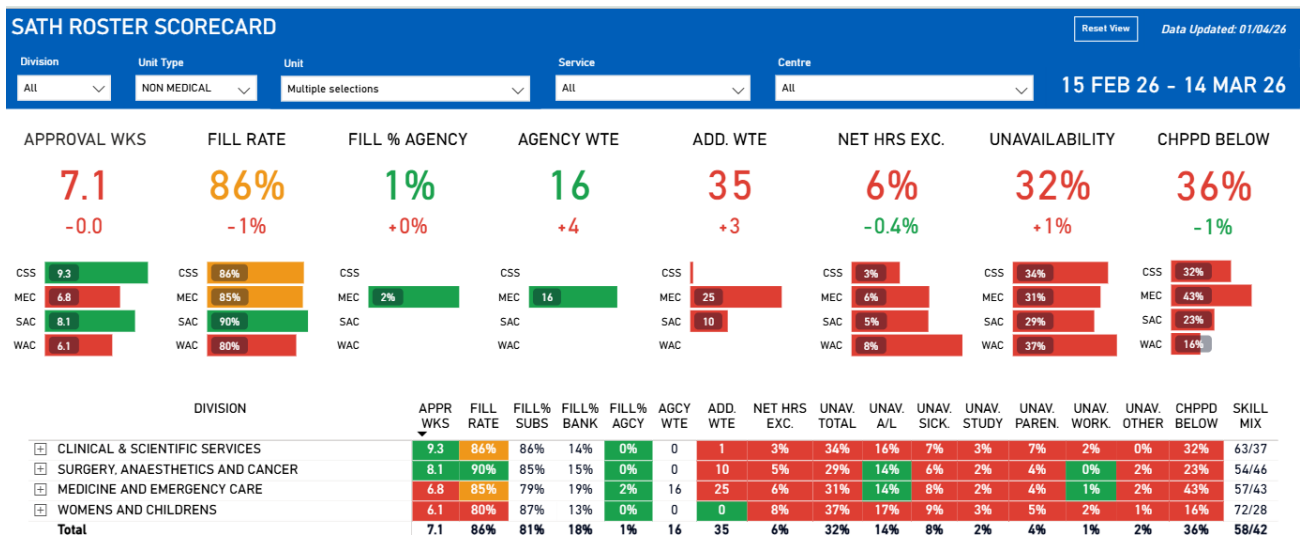 SATH ROSTER SCORECARD
Reset View
Data Updated: 01/04/26
Division Unit Type Unit Service Centre
All NON MEDICAL Multiple selections All All
15 FEB 26 - 14 MAR 26
APPROVAL WKS FILL RATE FILL % AGENCY AGENCY WTE ADD. WTE NET HRS EXC. UNAVAILABILITY CHPPD BELOW
7.1 86% 1% 16 35 6% 32% 36%
-0.0 -1% +0% +4 +3 -0.4% +1% -1%
CSS 9.3 CSS 86% CSS CSS CSS CSS 3% CSS 34% CSS 32%
MEC 6.8 MEC 85% MEC 2% MEC 16 MEC 25 MEC 6% MEC 31% MEC 43%
SAC 8.1 SAC 90% SAC SAC SAC 10 SAC 5% SAC 29% SAC 23%
WAC 6.1 WAC 80% WAC WAC WAC WAC 8% WAC 37% WAC 16%
DIVISION APPR WKS FILL RATE FILL% SUBS FILL% BANK FILL% AGCY AGCY WTE ADD. WTE NET HRS EXC. UNAV. TOTAL UNAV. A/L UNAV. SICK. UNAV. STUDY UNAV. PAREN. UNAV. WORK. UNAV. OTHER CHPPD BELOW SKILL MIX
CLINICAL & SCIENTIFIC SERVICES 9.3 86% 86% 14% 0% 0 1 3% 34% 16% 7% 3% 7% 2% 0% 32% 63/37
SURGERY, ANAESTHETICS AND CANCER 8.1 90% 85% 15% 0% 0 10 5% 29% 14% 6% 2% 4% 0% 2% 23% 54/46
MEDICINE AND EMERGENCY CARE 6.8 85% 79% 19% 2% 16 25 6% 31% 14% 8% 2% 4% 1% 2% 43% 57/43
WOMENS AND CHILDRENS 6.1 80% 87% 13% 0% 0 0 8% 37% 17% 9% 3% 5% 2% 1% 16% 72/28
Total 7.1 86% 81% 18% 1% 16 35 6% 32% 14% 8% 2% 4% 1% 2% 36% 58/42